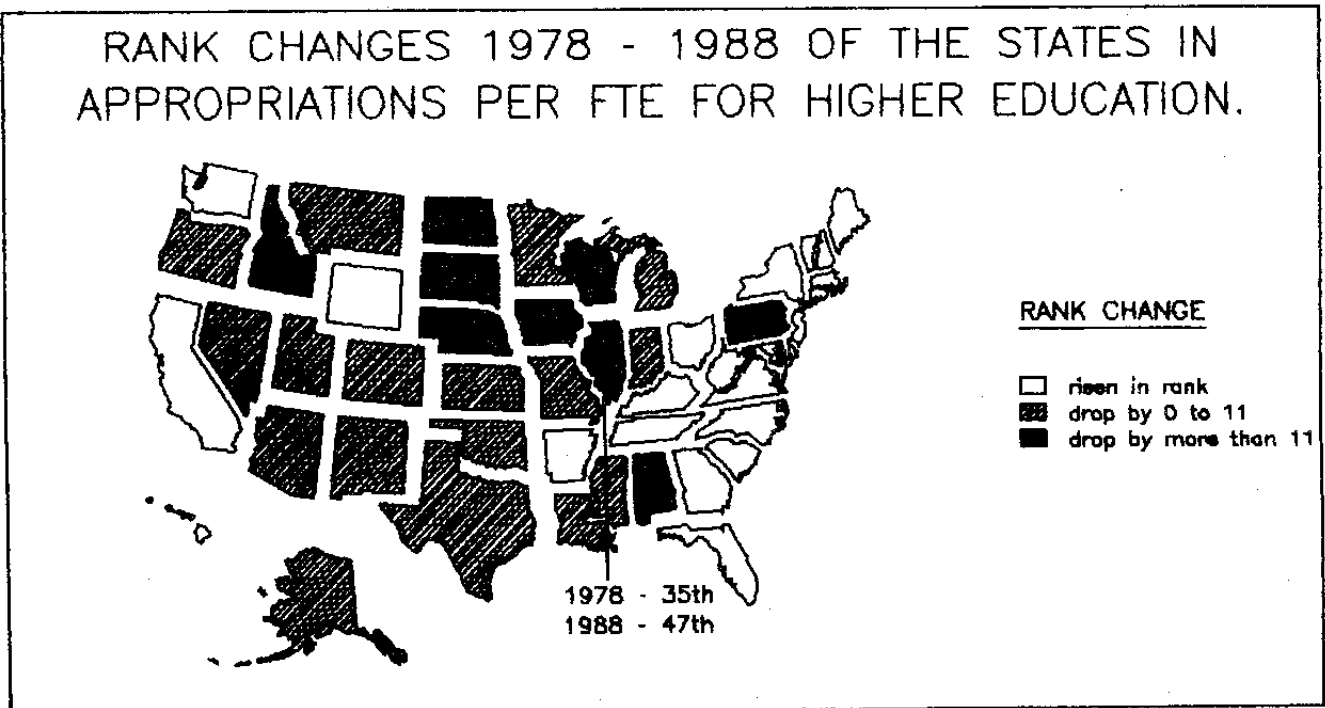 RANK CHANGES 1978 - 1988 OF THE STATES IN
APPROPRIATIONS PER FTE FOR HIGHER EDUCATION.
RANK CHANGE
risen in rank
drop by 0 to 11
drop by more than 11
1978 - 35th
1988 - 47th